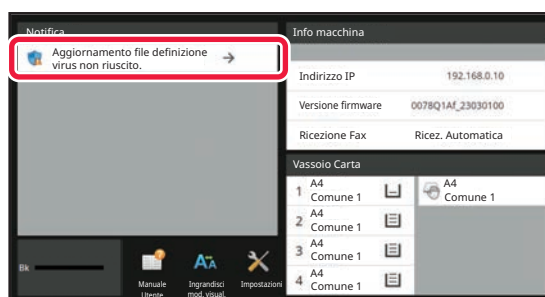 Notifica
Aggiornamento file definizione
virus non riuscito.
Info macchina
Indirizzo IP 192.168.0.10
Versione firmware 0078Q1Af_23030100
Ricezione Fax Ricez. Automatica
Vassoio Carta
1 A4
Comune 1
A4
Comune 1
2 A4
Comune 1
3 A4
Comune 1
4 A4
Comune 1
Bk
Manuale
Utente
Ingrandisci
mod. visual.
Impostazioni